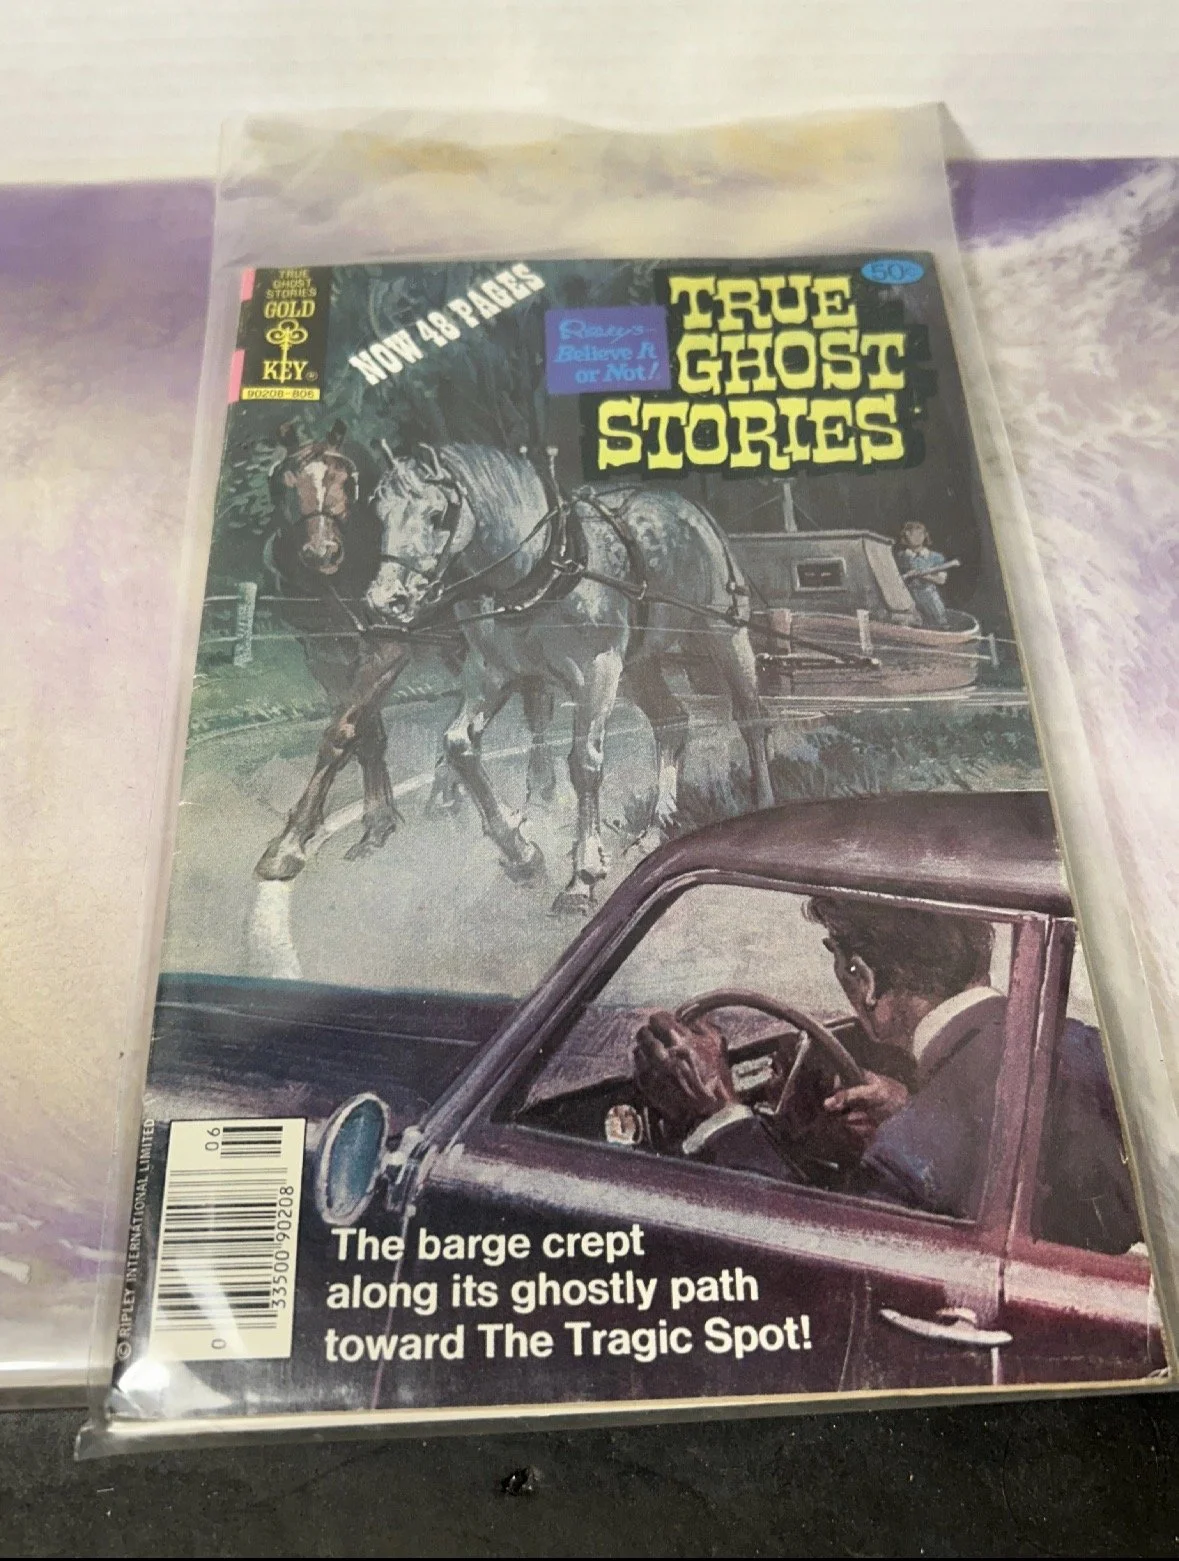 TRUE
GHOST
STORIES
GOLD
KEY®
90208-806
NOW 48 PAGES
Ripley's
Believe It
or Not!
50¢
TRUE
GHOST
STORIES
© RIPLEY INTERNATIONAL LIMITED
06
0
33500 90208
The barge crept
along its ghostly path
toward The Tragic Spot!